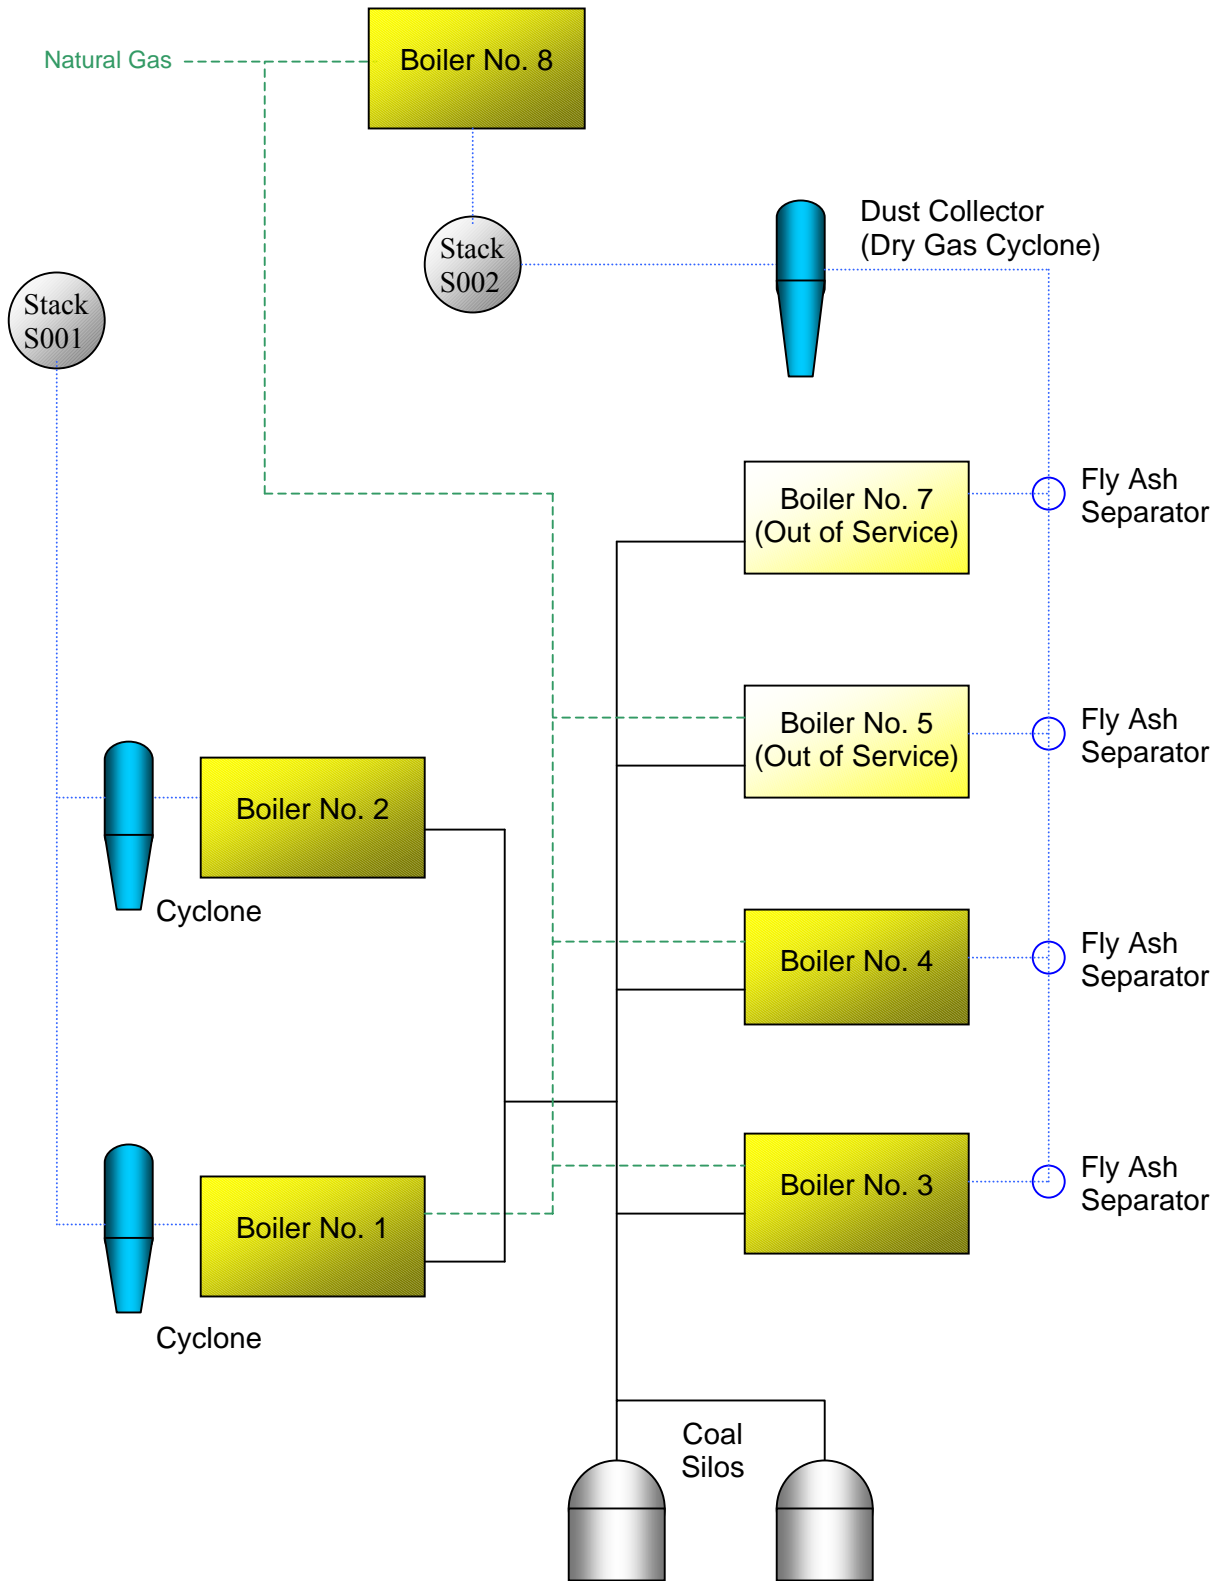 Natural Gas
Boiler No. 8
Dust Collector
(Dry Gas Cyclone)
Stack
S002
Stack
S001
Boiler No. 7
(Out of Service)
Fly Ash
Separator
Boiler No. 5
(Out of Service)
Fly Ash
Separator
Boiler No. 2
Cyclone
Boiler No. 4
Fly Ash
Separator
Boiler No. 3
Fly Ash
Separator
Boiler No. 1
Cyclone
Coal
Silos